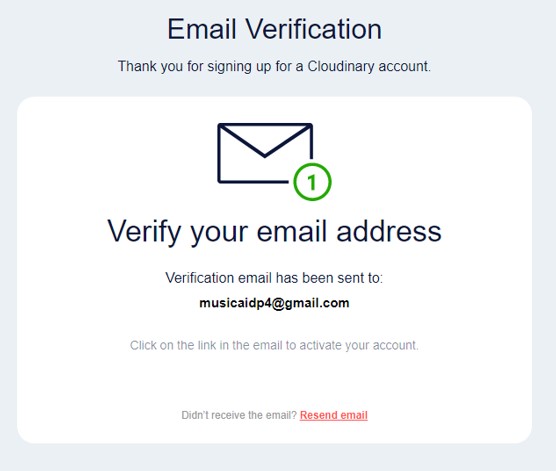 Email Verification
Thank you for signing up for a Cloudinary account.
1
Verify your email address
Verification email has been sent to:
musicaidp4@gmail.com
Click on the link in the email to activate your account.
Didn't receive the email? Resend email